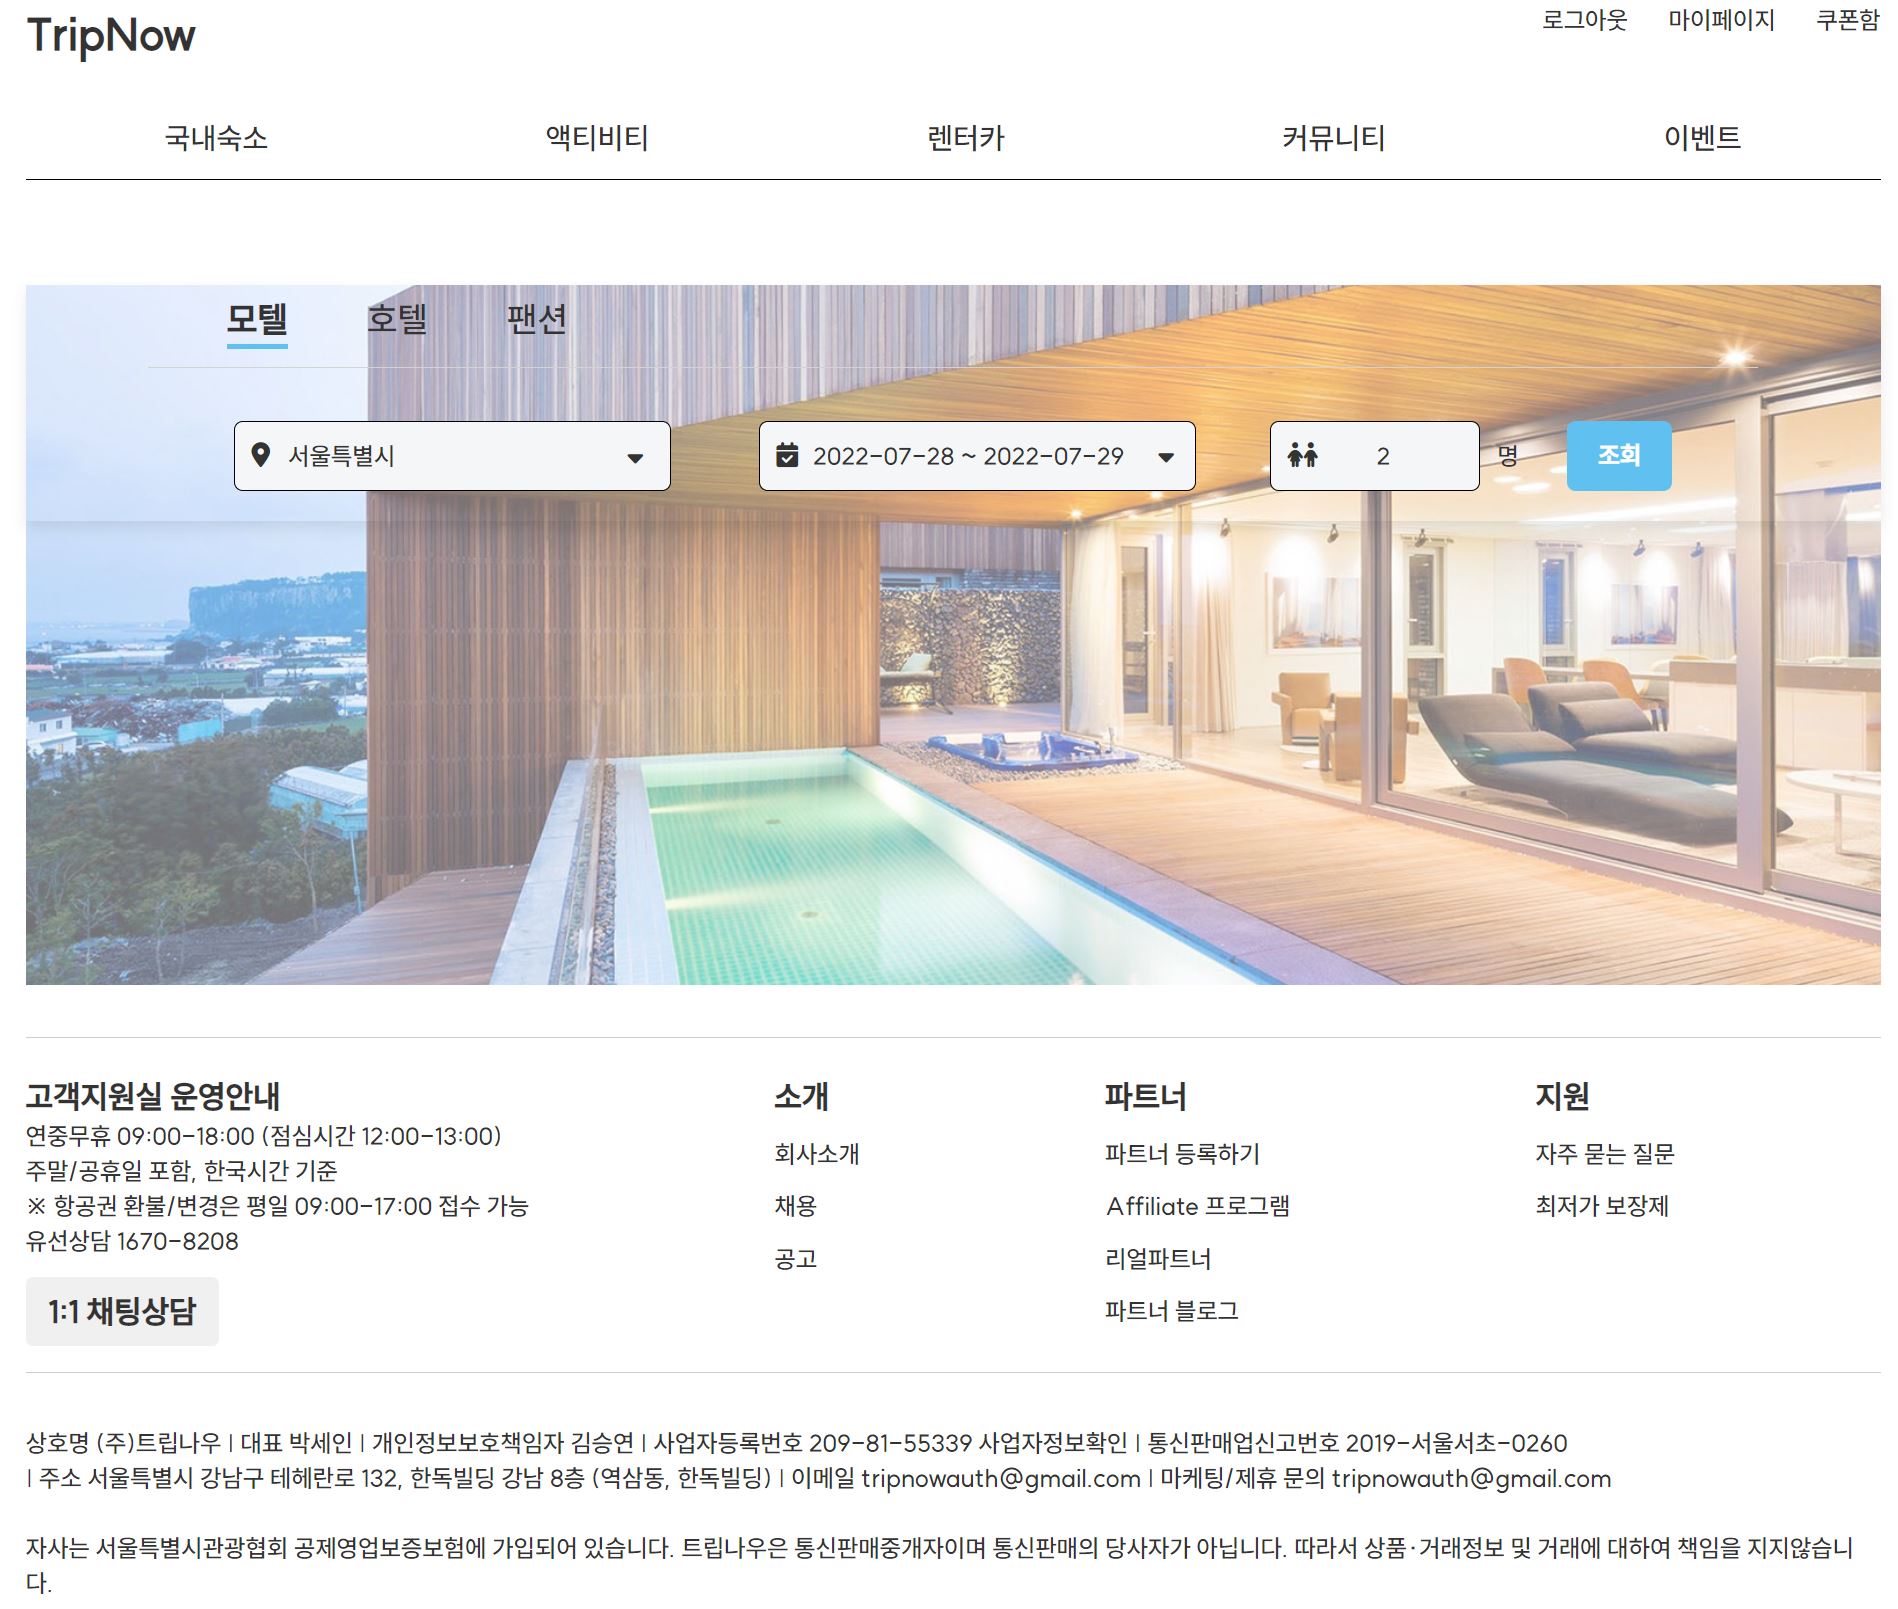 TripNow
로그아웃 마이페이지 쿠폰함
국내숙소 액티비티 렌터카 커뮤니티 이벤트
모텔 호텔 팬션
서울특별시 2022-07-28 ~ 2022-07-29 2 명 조회
고객지원실 운영안내
연중무휴 09:00-18:00 (점심시간 12:00-13:00)
주말/공휴일 포함, 한국시간 기준
※ 항공권 환불/변경은 평일 09:00-17:00 접수 가능
유선상담 1670-8208
1:1 채팅상담
소개
회사소개
채용
공고
파트너
파트너 등록하기
Affiliate 프로그램
리얼파트너
파트너 블로그
지원
자주 묻는 질문
최저가 보장제
상호명 (주)트립나우 | 대표 박세인 | 개인정보보호책임자 김승연 | 사업자등록번호 209-81-55339 사업자정보확인 | 통신판매업신고번호 2019-서울서초-0260
| 주소 서울특별시 강남구 테헤란로 132, 한독빌딩 강남 8층 (역삼동, 한독빌딩) | 이메일 tripnowauth@gmail.com | 마케팅/제휴 문의 tripnowauth@gmail.com
자사는 서울특별시관광협회 공제영업보증보험에 가입되어 있습니다. 트립나우은 통신판매중개자이며 통신판매의 당사자가 아닙니다. 따라서 상품·거래정보 및 거래에 대하여 책임을 지지않습니
다.